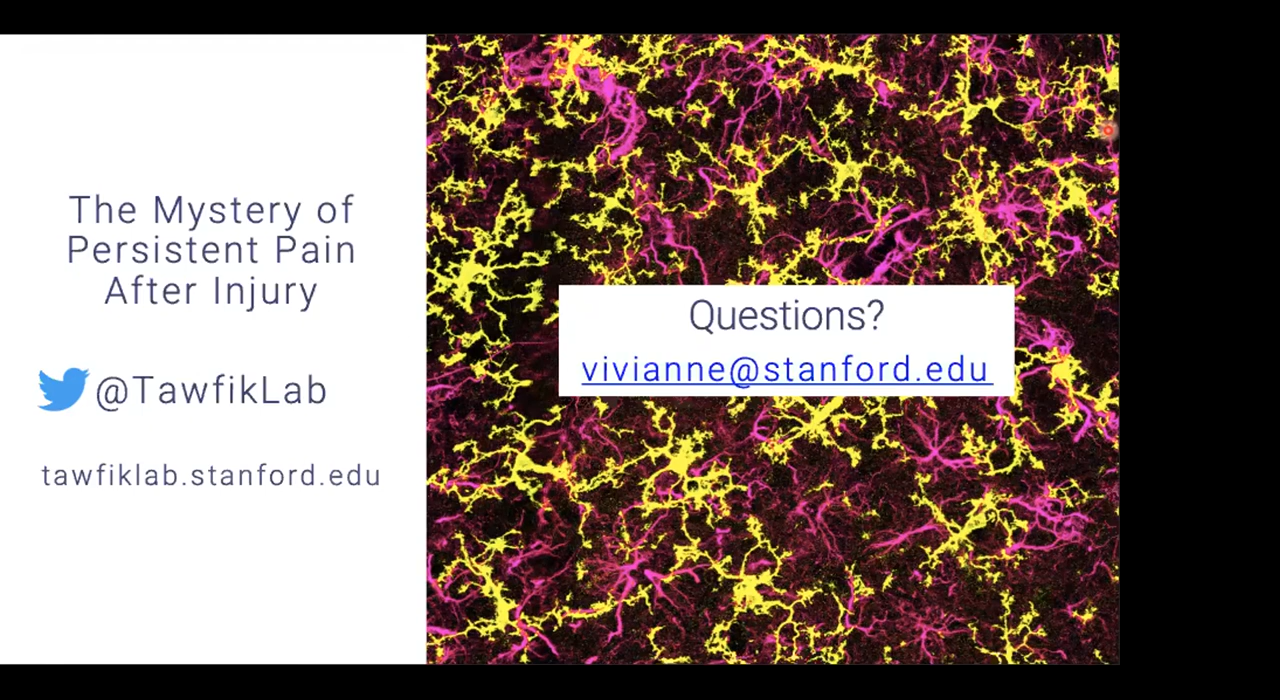 The Mystery of
Persistent Pain
After Injury
@TawfikLab
tawfiklab.stanford.edu
Questions?
vivianne@stanford.edu